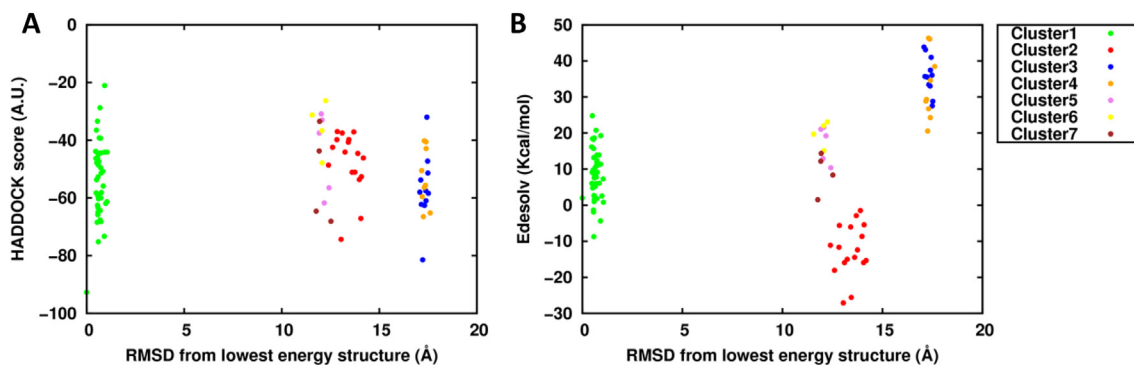 A
HADDOCK score (A.U.)
0
−20
−40
−60
−80
−100
0
5
10
15
20
RMSD from lowest energy structure (Å)
B
Edesolv (Kcal/mol)
50
40
30
20
10
0
−10
−20
−30
0
5
10
15
20
RMSD from lowest energy structure (Å)
Cluster1
Cluster2
Cluster3
Cluster4
Cluster5
Cluster6
Cluster7